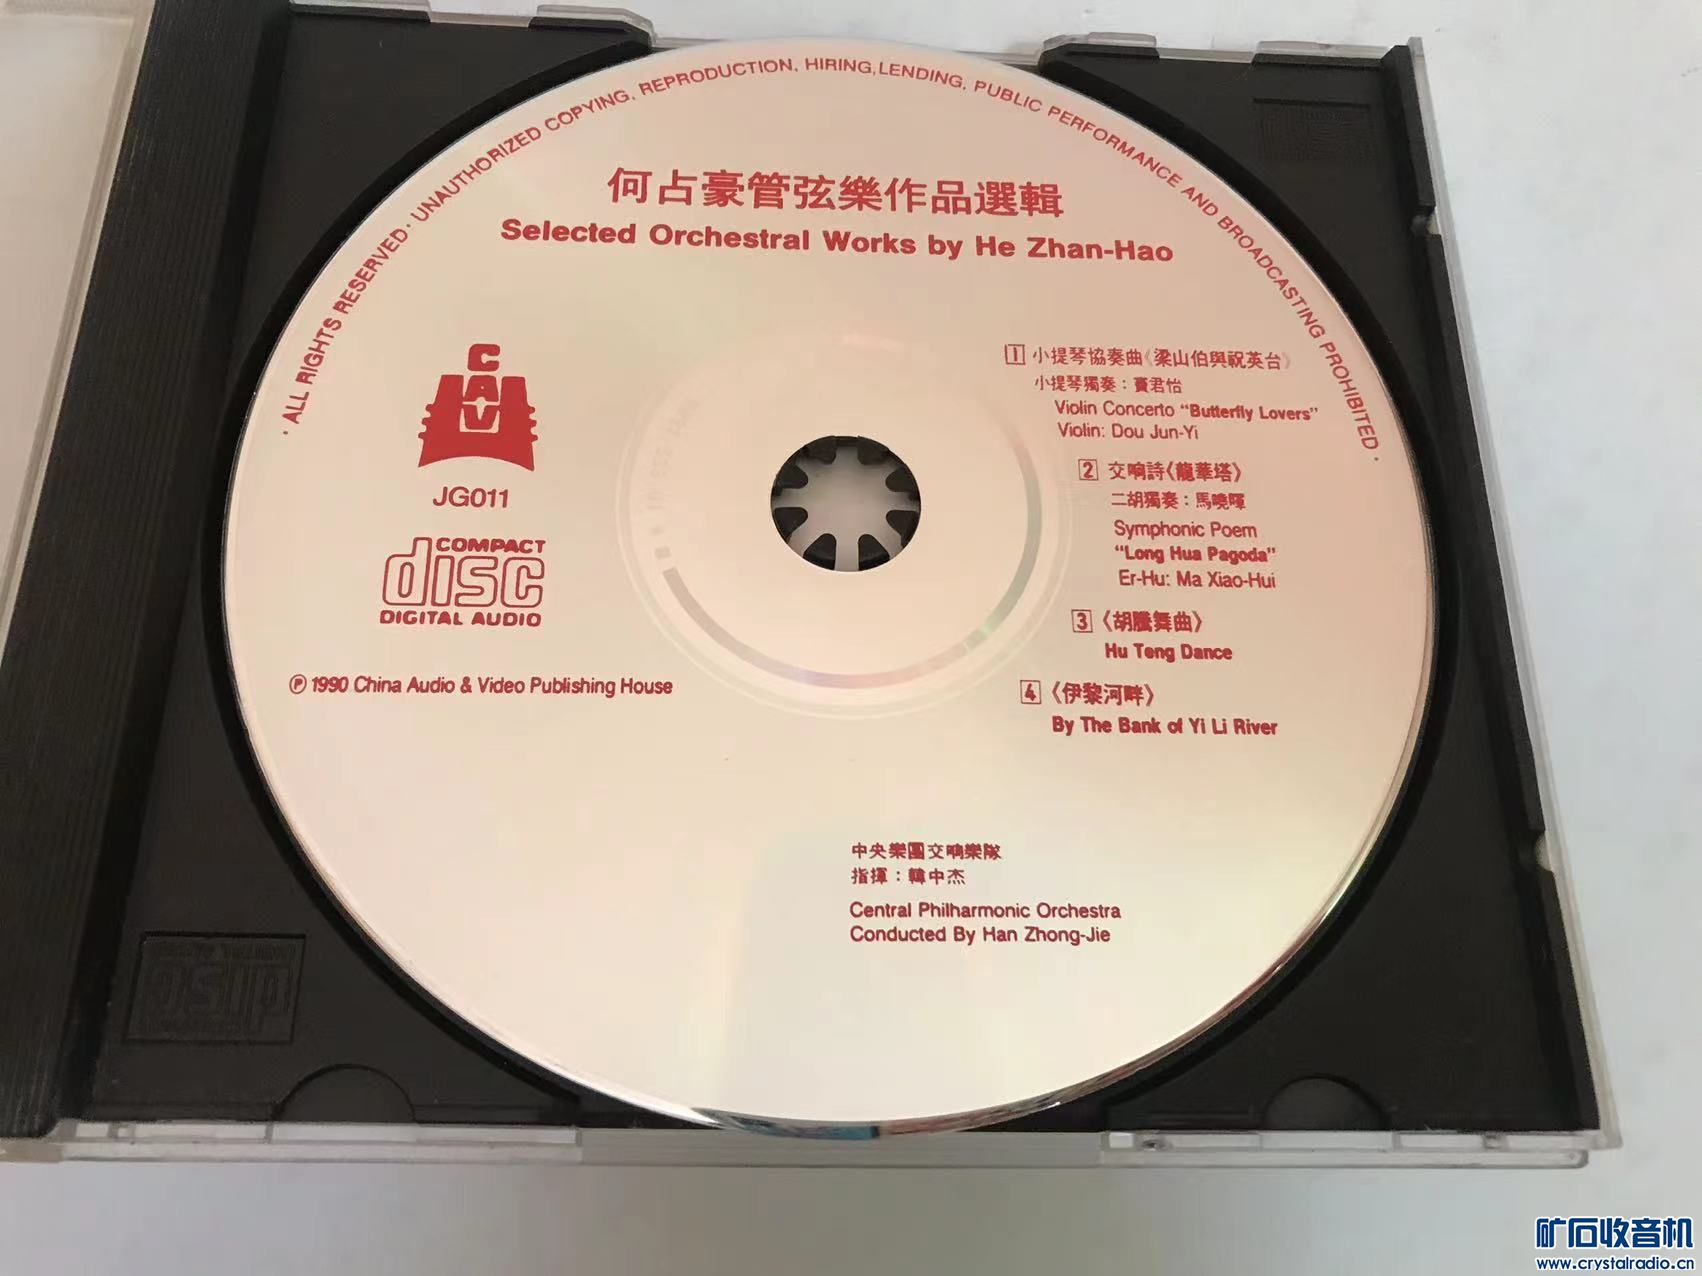 · ALL RIGHTS RESERVED · UNAUTHORIZED COPYING, REPRODUCTION, HIRING, LENDING, PUBLIC PERFORMANCE AND BROADCASTING PROHIBITED ·
何占豪管弦樂作品選輯
Selected Orchestral Works by He Zhan-Hao
CAV
JG011
COMPACT
disc
DIGITAL AUDIO
℗ 1990 China Audio & Video Publishing House
1 小提琴協奏曲《梁山伯與祝英台》
小提琴獨奏：竇君怡
Violin Concerto “Butterfly Lovers”
Violin: Dou Jun-Yi
2 交响詩《龍華塔》
二胡獨奏：馬曉暉
Symphonic Poem
“Long Hua Pagoda”
Er-Hu: Ma Xiao-Hui
3《胡騰舞曲》
Hu Teng Dance
4《伊黎河畔》
By The Bank of Yi Li River
中央樂團交响樂隊
指揮：韓中杰
Central Philharmonic Orchestra
Conducted By Han Zhong-Jie
矿石收音机
www.crystalradio.cn